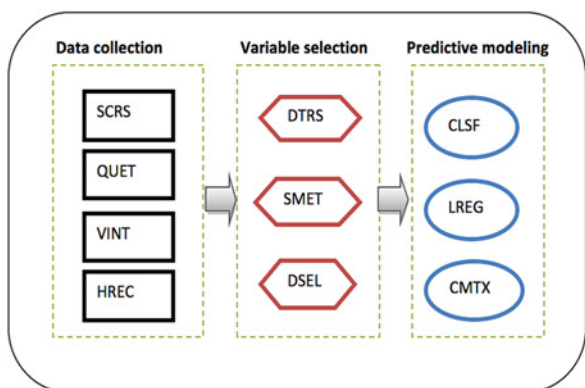 Data collection
Variable selection
Predictive modeling
SCRS
QUET
VINT
HREC
DTRS
SMET
DSEL
CLSF
LREG
CMTX